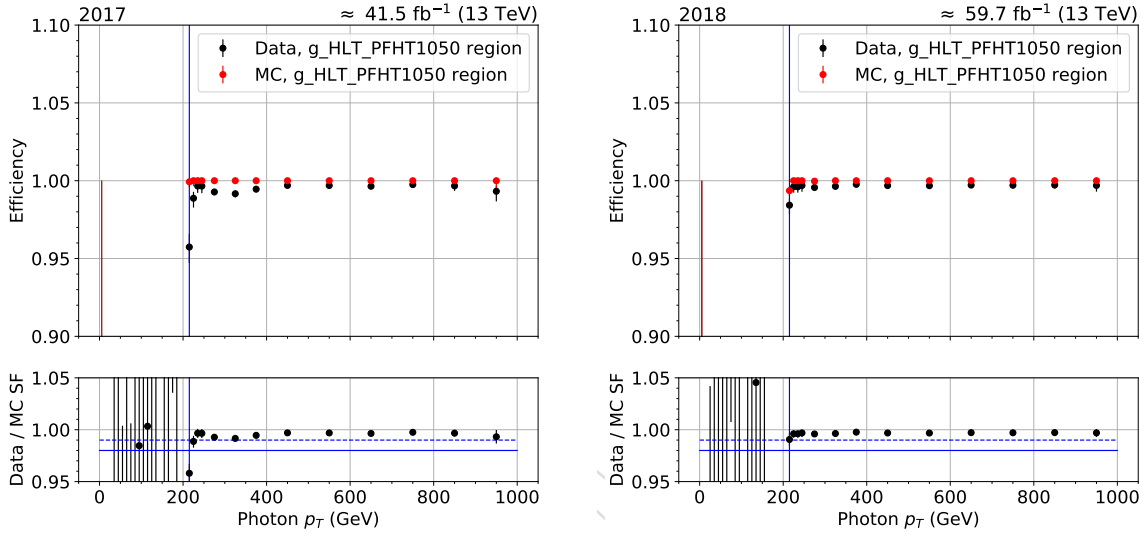 2017 ≈ 41.5 fb⁻¹ (13 TeV)
Data, g_HLT_PFHT1050 region
MC, g_HLT_PFHT1050 region
Efficiency
1.10
1.05
1.00
0.95
0.90
Data / MC SF
1.05
1.00
0.95
0 200 400 600 800 1000
Photon p_T (GeV)
2018 ≈ 59.7 fb⁻¹ (13 TeV)
Data, g_HLT_PFHT1050 region
MC, g_HLT_PFHT1050 region
Efficiency
1.10
1.05
1.00
0.95
0.90
Data / MC SF
1.05
1.00
0.95
0 200 400 600 800 1000
Photon p_T (GeV)